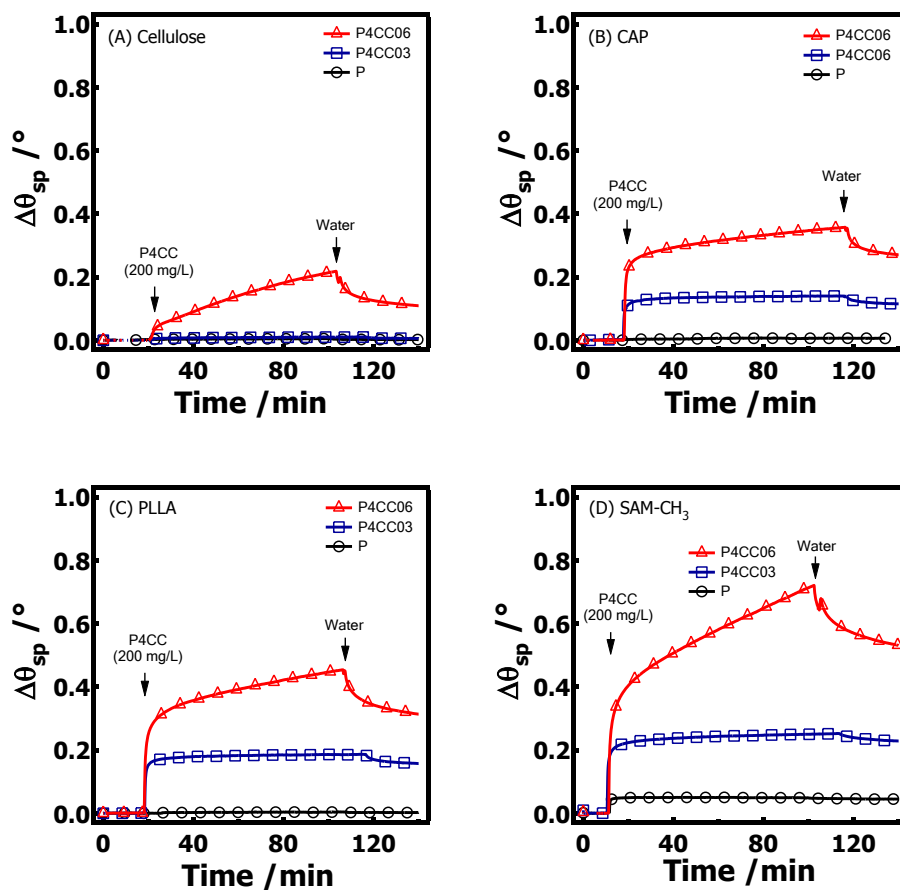 (A) Cellulose
P4CC06
P4CC03
P
1.0
0.8
0.6
0.4
0.2
0.0
Δθsp /°
P4CC
(200 mg/L)
Water
0 40 80 120
Time /min
(B) CAP
P4CC06
P4CC06
P
1.0
0.8
0.6
0.4
0.2
0.0
Δθsp /°
P4CC
(200 mg/L)
Water
0 40 80 120
Time /min
(C) PLLA
P4CC06
P4CC03
P
1.0
0.8
0.6
0.4
0.2
0.0
Δθsp /°
P4CC
(200 mg/L)
Water
0 40 80 120
Time /min
(D) SAM-CH3
P4CC06
P4CC03
P
1.0
0.8
0.6
0.4
0.2
0.0
Δθsp /°
P4CC
(200 mg/L)
Water
0 40 80 120
Time /min